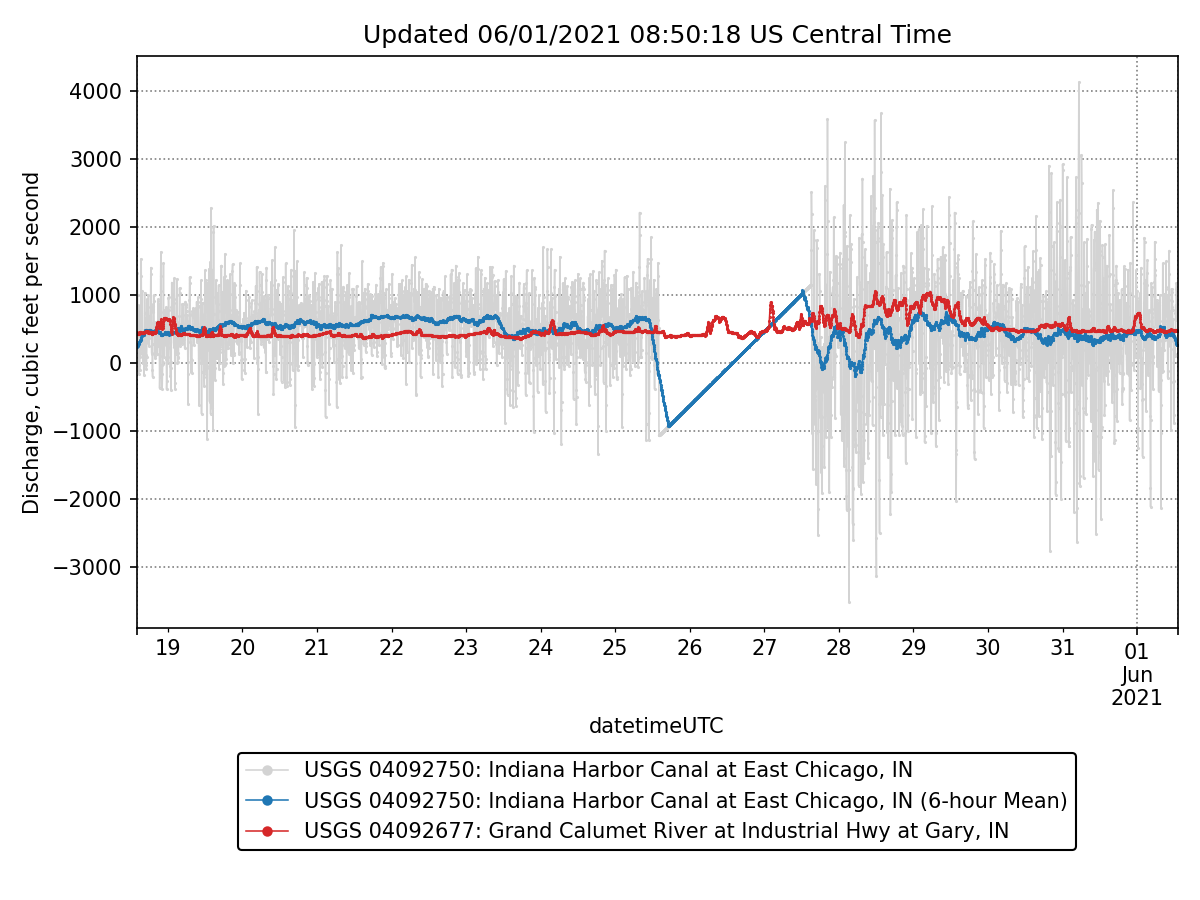 Updated 06/01/2021 08:50:18 US Central Time
Discharge, cubic feet per second
4000
3000
2000
1000
0
−1000
−2000
−3000
19 20 21 22 23 24 25 26 27 28 29 30 31 01
Jun
2021
datetimeUTC
USGS 04092750: Indiana Harbor Canal at East Chicago, IN
USGS 04092750: Indiana Harbor Canal at East Chicago, IN (6-hour Mean)
USGS 04092677: Grand Calumet River at Industrial Hwy at Gary, IN